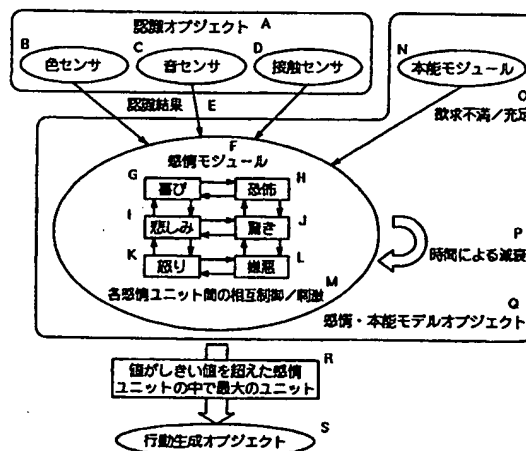 認識オブジェクト A
B C D N
色センサ 音センサ 接触センサ 本能モジュール
認識結果 E O
欲求不満/充足
F
感情モジュール
G 喜び 恐怖 H
I 悲しみ 驚き J
K 怒り 嫌悪 L
P
時間による減衰
M
各感情ユニット間の相互制御/刺激
Q
感情・本能モデルオブジェクト
R
値がしきい値を超えた感情
ユニットの中で最大のユニット
行動生成オブジェクト S